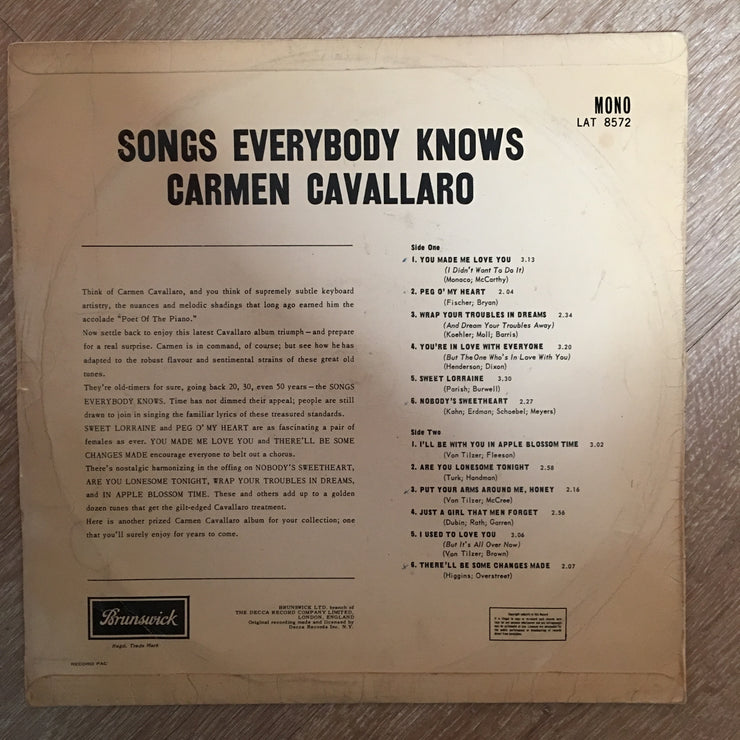 MONO
LAT 8572
SONGS EVERYBODY KNOWS
CARMEN CAVALLARO
Think of Carmen Cavallaro, and you think of supremely subtle keyboard
artistry, the nuances and melodic shadings that long ago earned him the
accolade "Poet Of The Piano."
Now settle back to enjoy this latest Cavallaro album triumph — and prepare
for a real surprise. Carmen is in command, of course; but see how he has
adapted to the robust flavour and sentimental strains of these great old
tunes.
They're old-timers for sure, going back 20, 30, even 50 years — the SONGS
EVERYBODY KNOWS. Time has not dimmed their appeal; people are still
drawn to join in singing the familiar lyrics of these treasured standards.
SWEET LORRAINE and PEG O' MY HEART are as fascinating a pair of
females as ever. YOU MADE ME LOVE YOU and THERE'LL BE SOME
CHANGES MADE encourage everyone to belt out a chorus.
There's nostalgic harmonizing in the offing on NOBODY'S SWEETHEART,
ARE YOU LONESOME TONIGHT, WRAP YOUR TROUBLES IN DREAMS,
and IN APPLE BLOSSOM TIME. These and others add up to a golden
dozen tunes that get the gilt-edged Cavallaro treatment.
Here is another prized Carmen Cavallaro album for your collection; one
that you'll surely enjoy for years to come.
Side One
1. YOU MADE ME LOVE YOU 3.13
(I Didn't Want To Do It)
(Monaco; McCarthy)
2. PEG O' MY HEART 2.04
(Fischer; Bryan)
3. WRAP YOUR TROUBLES IN DREAMS 2.34
(And Dream Your Troubles Away)
(Koehler; Moll; Barris)
4. YOU'RE IN LOVE WITH EVERYONE 3.20
(But The One Who's In Love With You)
(Henderson; Dixon)
5. SWEET LORRAINE 3.30
(Parish; Burwell)
6. NOBODY'S SWEETHEART 2.27
(Kahn; Erdman; Schoebel; Meyers)
Side Two
1. I'LL BE WITH YOU IN APPLE BLOSSOM TIME 3.02
(Von Tilzer; Fleeson)
2. ARE YOU LONESOME TONIGHT 2.58
(Turk; Handman)
3. PUT YOUR ARMS AROUND ME, HONEY 2.16
(Von Tilzer; McCree)
4. JUST A GIRL THAT MEN FORGET 2.56
(Dubin; Rath; Garren)
5. I USED TO LOVE YOU 3.06
(But It's All Over Now)
(Von Tilzer; Brown)
6. THERE'LL BE SOME CHANGES MADE 2.07
(Higgins; Overstreet)
Brunswick
Regd. Trade Mark
BRUNSWICK LTD. branch of
THE DECCA RECORD COMPANY LIMITED,
LONDON, ENGLAND
Original recording made and licensed by
Decca Records Inc. N.Y.
RECORD PAC